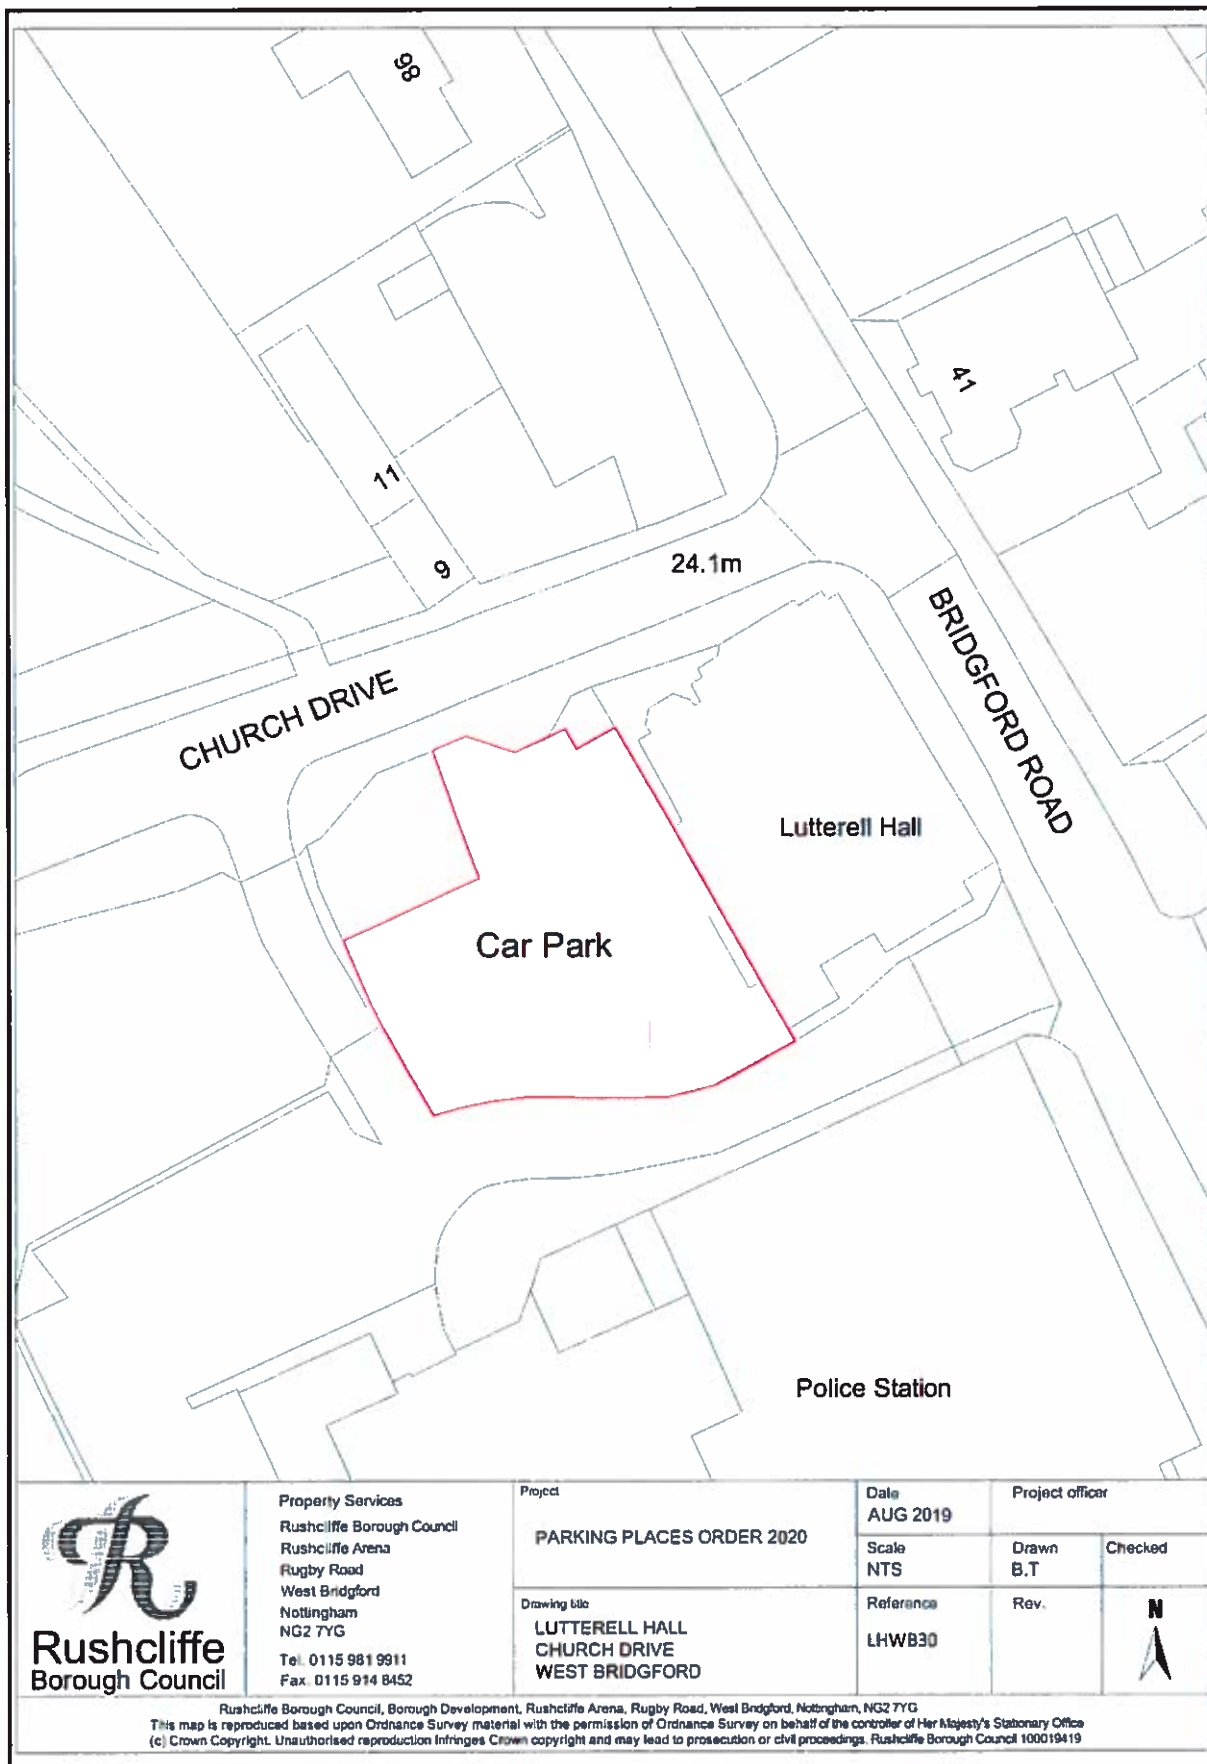 98
41
11
9
24.1m
CHURCH DRIVE
BRIDGFORD ROAD
Lutterell Hall
Car Park
Police Station
Rushcliffe
Borough Council
Property Services
Rushcliffe Borough Council
Rushcliffe Arena
Rugby Road
West Bridgford
Nottingham
NG2 7YG
Tel. 0115 981 9911
Fax. 0115 914 8452
Project
PARKING PLACES ORDER 2020
Drawing title
LUTTERELL HALL
CHURCH DRIVE
WEST BRIDGFORD
Date
AUG 2019
Project officer
Scale
NTS
Drawn
B.T
Checked
Reference
LHWB30
Rev.
N
Rushcliffe Borough Council, Borough Development, Rushcliffe Arena, Rugby Road, West Bridgford, Nottingham, NG2 7YG
This map is reproduced based upon Ordnance Survey material with the permission of Ordnance Survey on behalf of the controller of Her Majesty's Stationary Office
(c) Crown Copyright. Unauthorised reproduction infringes Crown copyright and may lead to prosecution or civil proceedings. Rushcliffe Borough Council 100019419